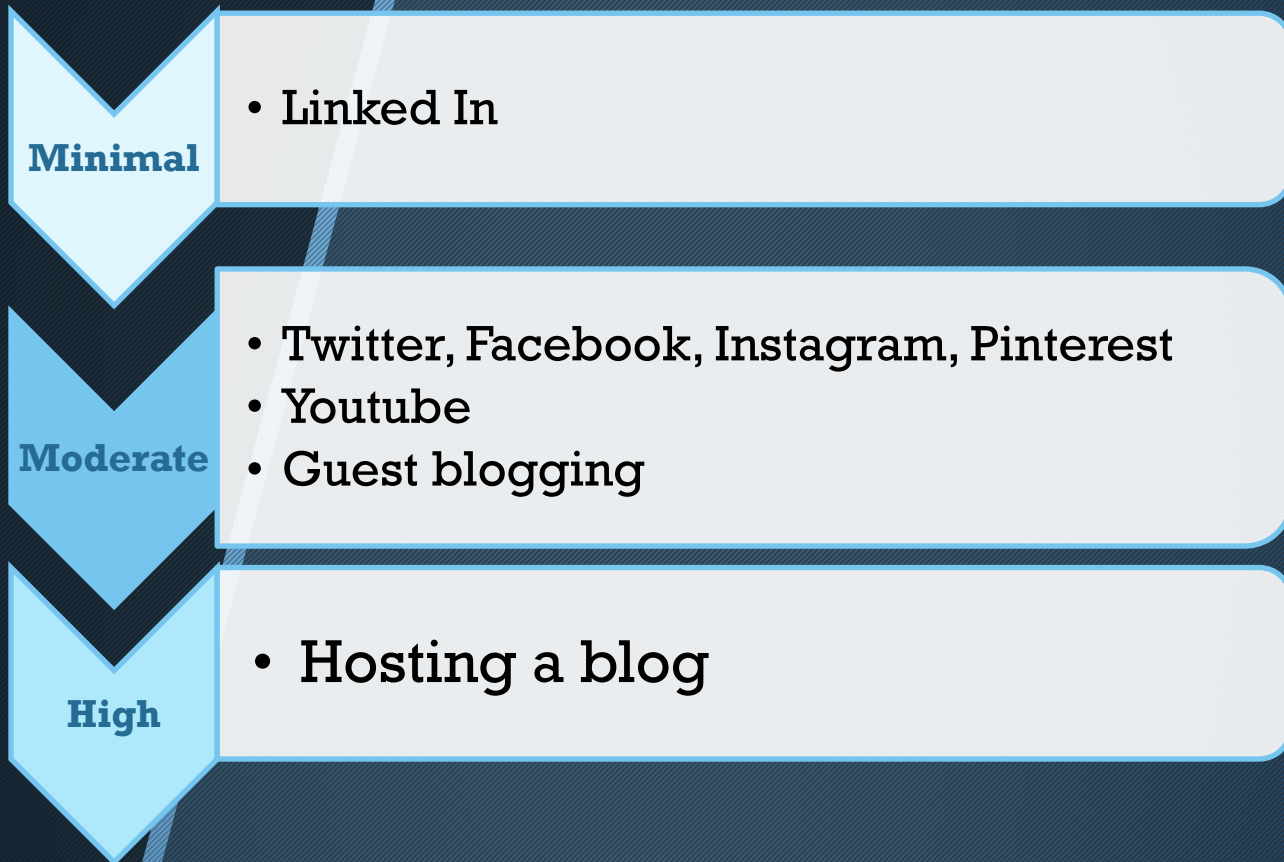 Minimal
• Linked In
Moderate
• Twitter, Facebook, Instagram, Pinterest
• Youtube
• Guest blogging
High
• Hosting a blog